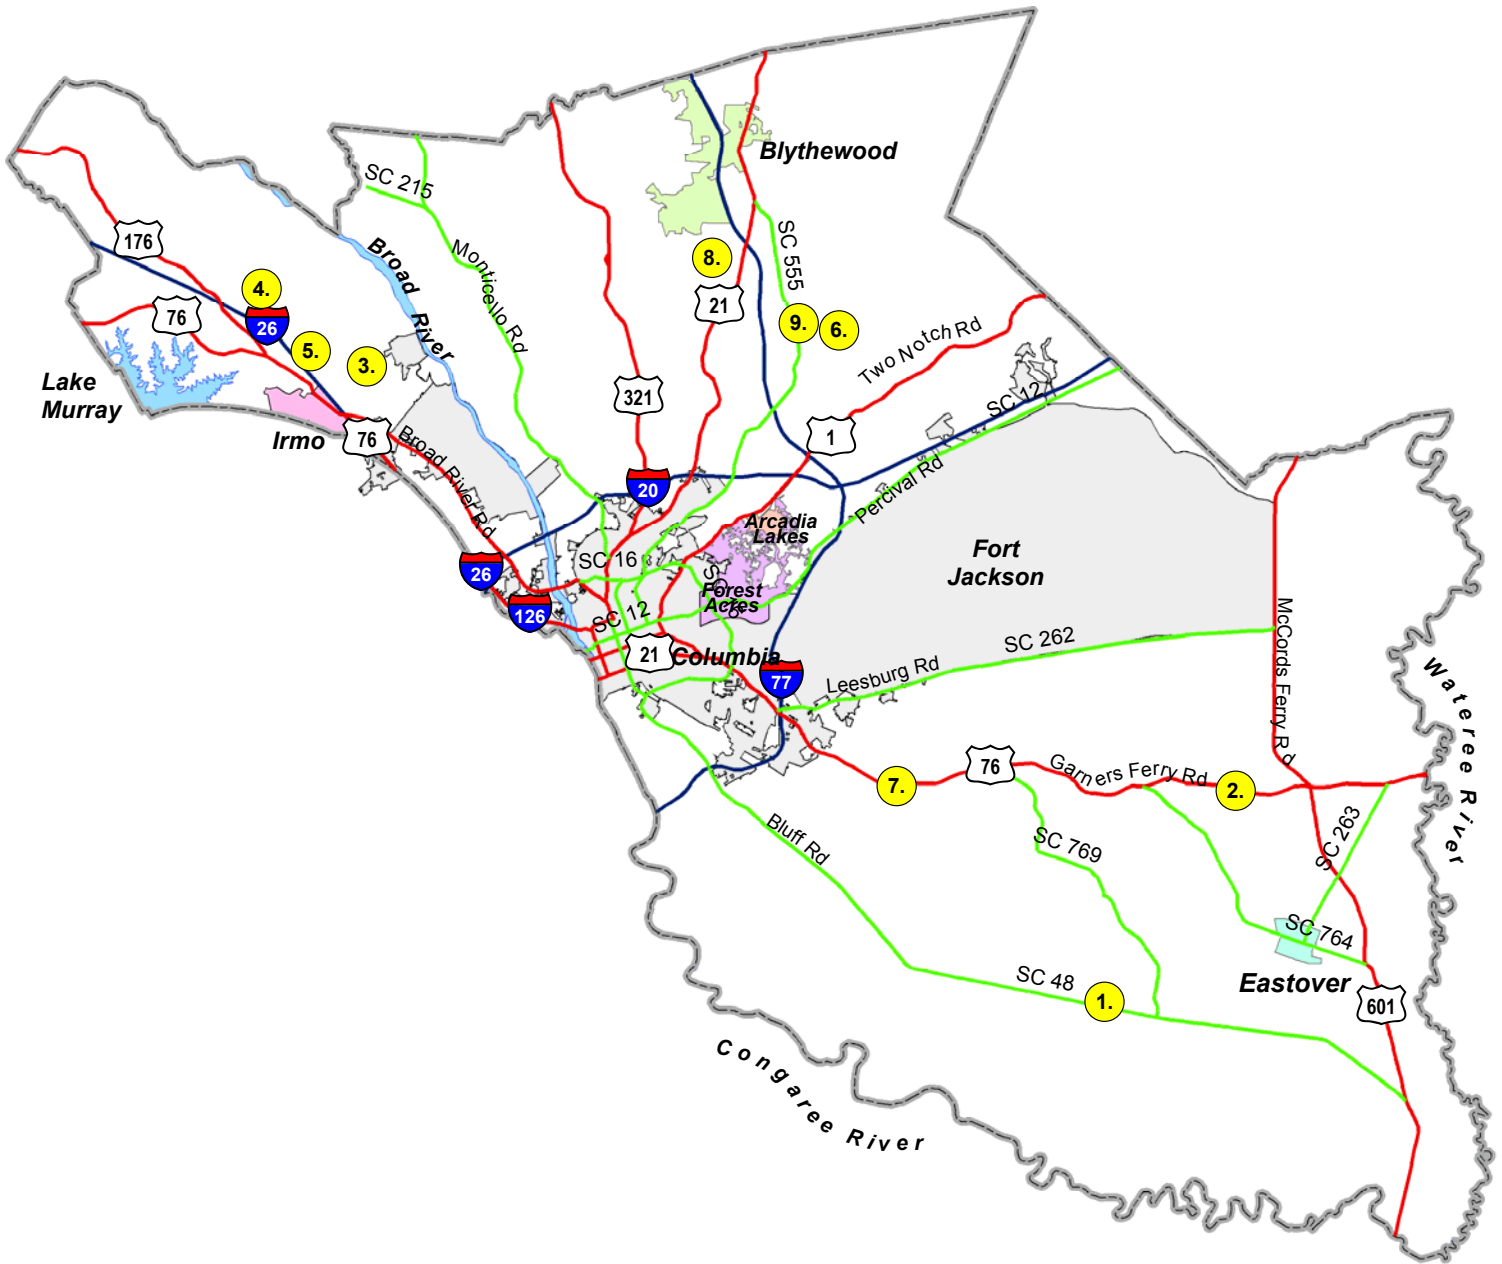 Blythewood
SC 215
Broad
River
Monticello Rd
SC 555
176
8.
4.
21
76
26
9.
6.
5.
3.
Two Notch Rd
Lake
Murray
321
SC 12
Irmo
76
1
Broad River Rd
20
Percival Rd
Arcadia
Lakes
Fort
Jackson
SC 16
26
SC 16
Forest
Acres
126
SC 12
McCords Ferry Rd
21
Columbia
SC 262
77
Leesburg Rd
Wateree River
7.
76
Garners Ferry Rd
2.
Bluff Rd
SC 769
SC 263
SC 764
Eastover
SC 48
1.
601
Congaree River